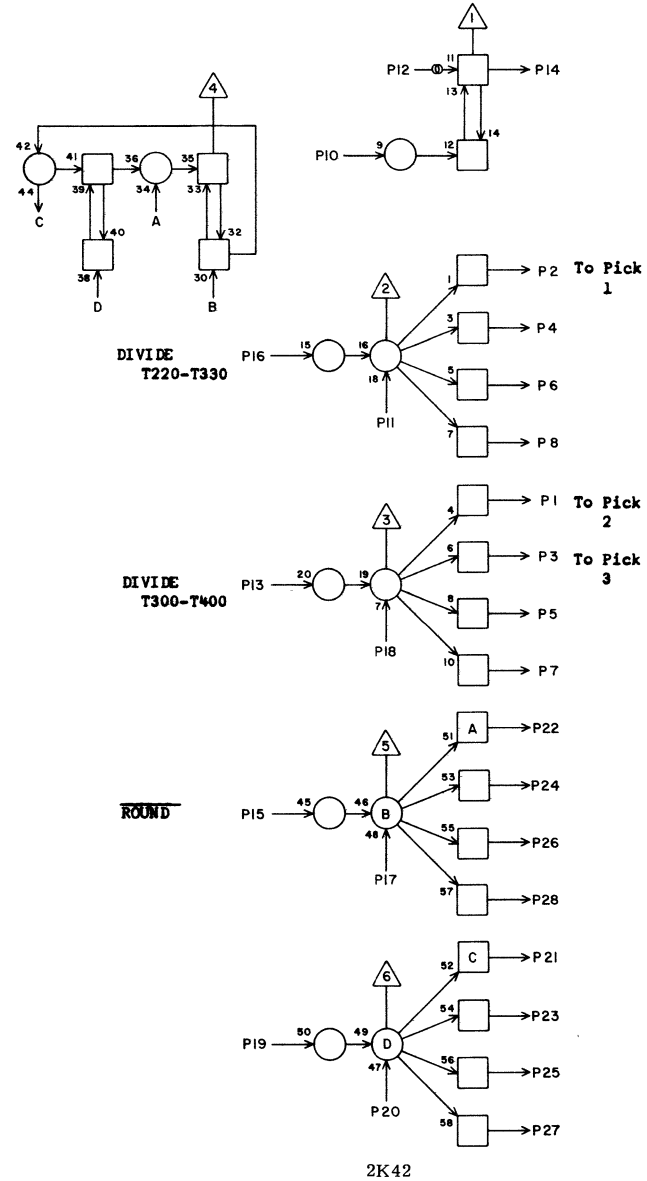 1
P12
11
P14
13
14
P10
9
12
4
42
41
36
35
44
39
34
33
C
40
A
32
38
30
D
B
2
1
P2 To Pick
1
3
P4
DIVIDE
T220-T330
P16
15
16
18
5
P6
P11
7
P8
3
4
P1 To Pick
2
6
P3 To Pick
3
DIVIDE
T300-T400
P13
20
19
7
8
P5
P18
10
P7
5
51
A
P22
53
P24
ROUND
P15
45
46
B
48
55
P26
P17
57
P28
6
52
C
P21
54
P23
P19
50
49
D
47
56
P25
P20
58
P27
2K42